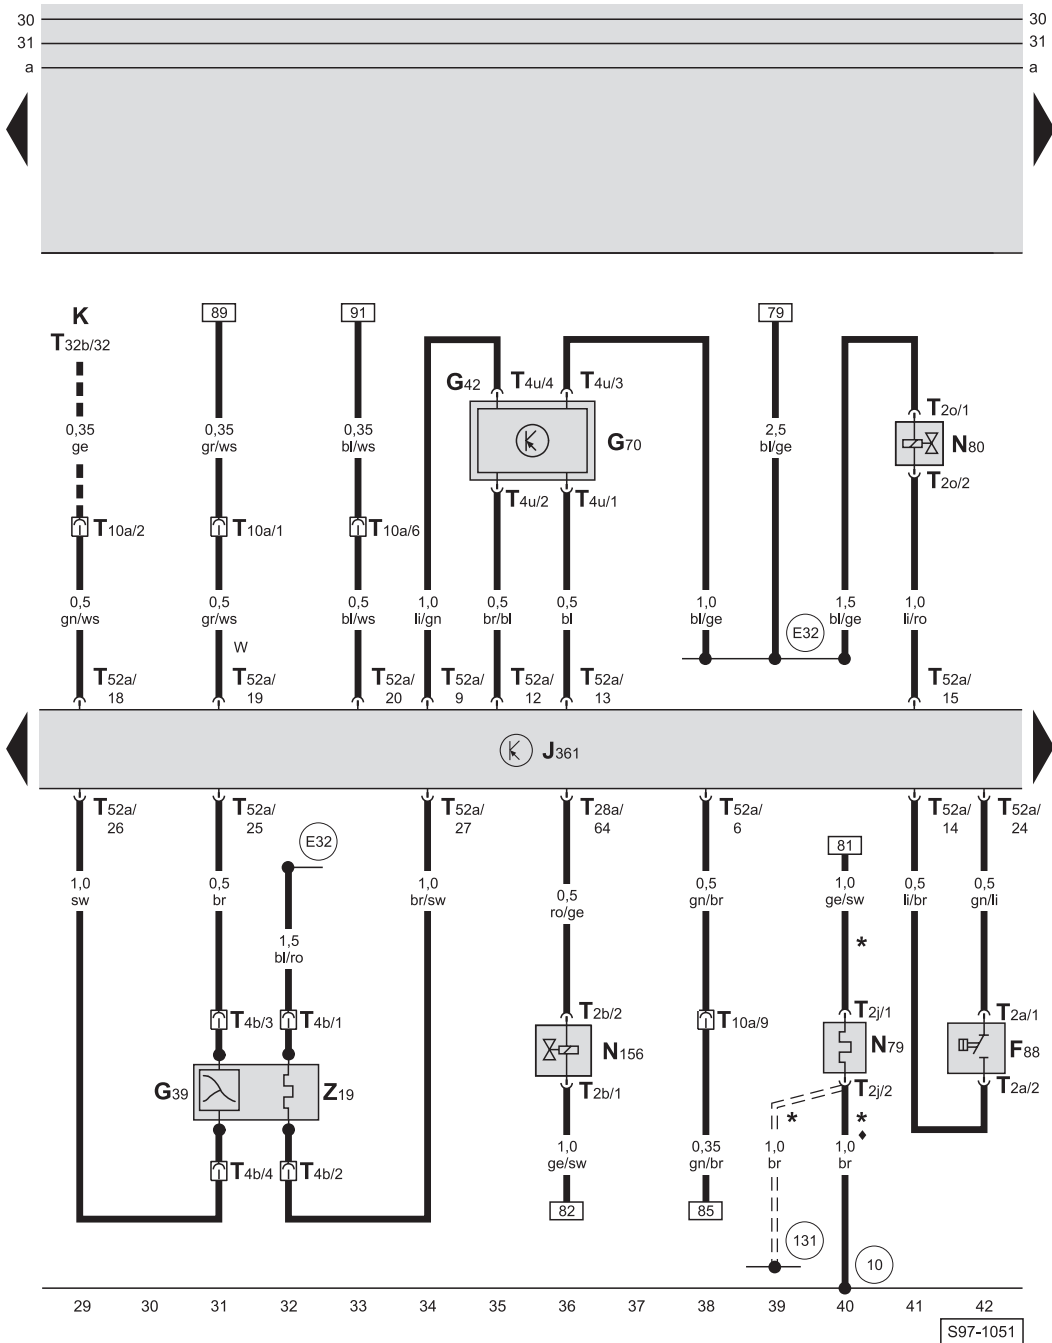 30 30
31 31
a a
K 89 91 79
T32b/32
G42 T4u/4 T4u/3
T2o/1
0,35 0,35 0,35 2,5
ge gr/ws bl/ws bl/ge
G70 N80
T2o/2
T4u/2 T4u/1
T10a/2 T10a/1 T10a/6
0,5 0,5 0,5 1,0 0,5 0,5 1,0 1,5 1,0
gn/ws gr/ws bl/ws li/gn br/bl bl bl/ge bl/ge li/ro
E32
W
T52a/ T52a/ T52a/ T52a/ T52a/ T52a/ T52a/
18 19 20 9 12 13 15
J361
T52a/ T52a/ T52a/ T28a/ T52a/ T52a/ T52a/
26 25 27 64 6 14 24
E32 81
1,0 0,5 1,0 0,5 0,5 1,0 0,5 0,5
sw br br/sw ro/ge gn/br ge/sw li/br gn/li
1,5 *
bl/ro
T4b/3 T4b/1 T2b/2 T10a/9 T2j/1 T2a/1
N156 N79 F88
G39 Z19
T2b/1 T2j/2 T2a/2
* *
♦
1,0 0,35 1,0 1,0
ge/sw gn/br br br
T4b/4 T4b/2
82 85
131
10
29 30 31 32 33 34 35 36 37 38 39 40 41 42
S97-1051